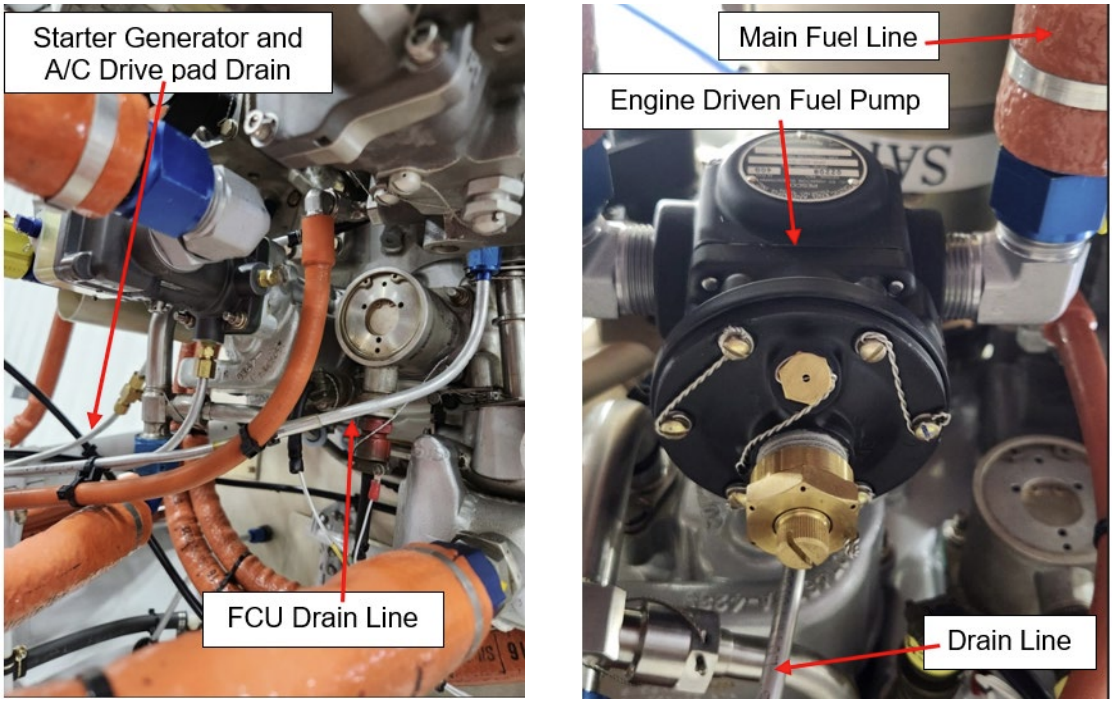 Starter Generator and
A/C Drive pad Drain
FCU Drain Line
Main Fuel Line
Engine Driven Fuel Pump
Drain Line